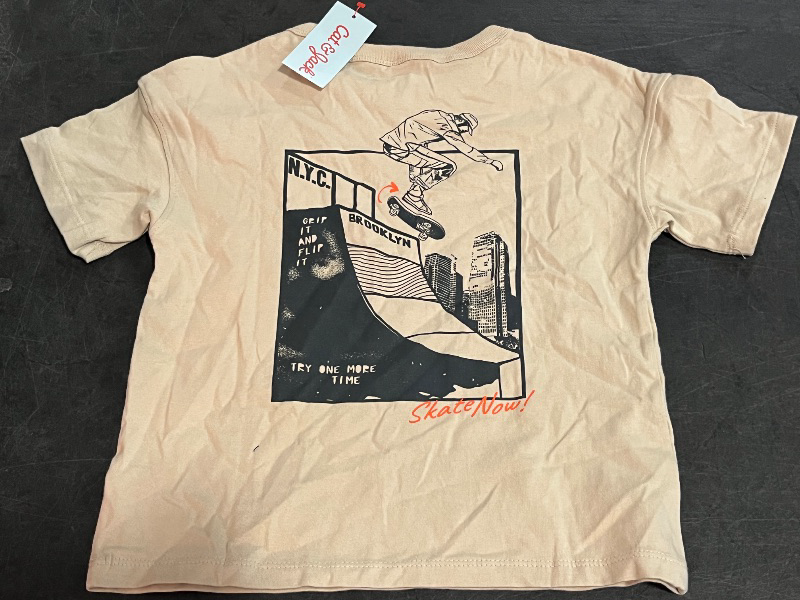 Cat & Jack
N.Y.C.
BROOKLYN
GRIP
IT
AND
FLIP
IT
TRY ONE MORE
TIME
Skate Now!